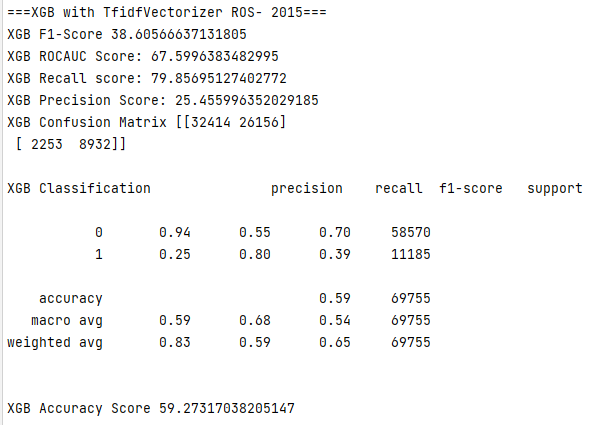 ===XGB with TfidfVectorizer ROS- 2015===
XGB F1-Score 38.60566637131805
XGB ROCAUC Score: 67.5996383482995
XGB Recall score: 79.85695127402772
XGB Precision Score: 25.455996352029185
XGB Confusion Matrix [[32414 26156]
 [ 2253  8932]]
XGB Classification               precision    recall  f1-score   support
           0       0.94      0.55      0.70     58570
           1       0.25      0.80      0.39     11185
    accuracy                           0.59     69755
   macro avg       0.59      0.68      0.54     69755
weighted avg       0.83      0.59      0.65     69755
XGB Accuracy Score 59.27317038205147